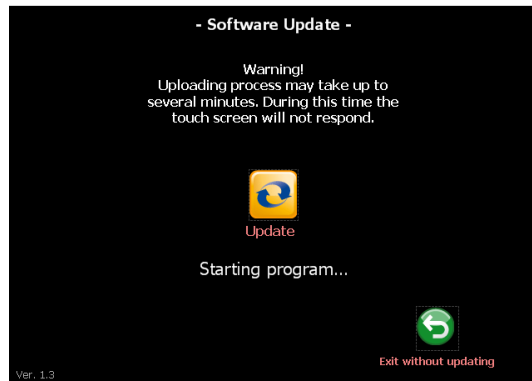 - Software Update -
Warning!
Uploading process may take up to
several minutes. During this time the
touch screen will not respond.
Update
Starting program...
Exit without updating
Ver. 1.3